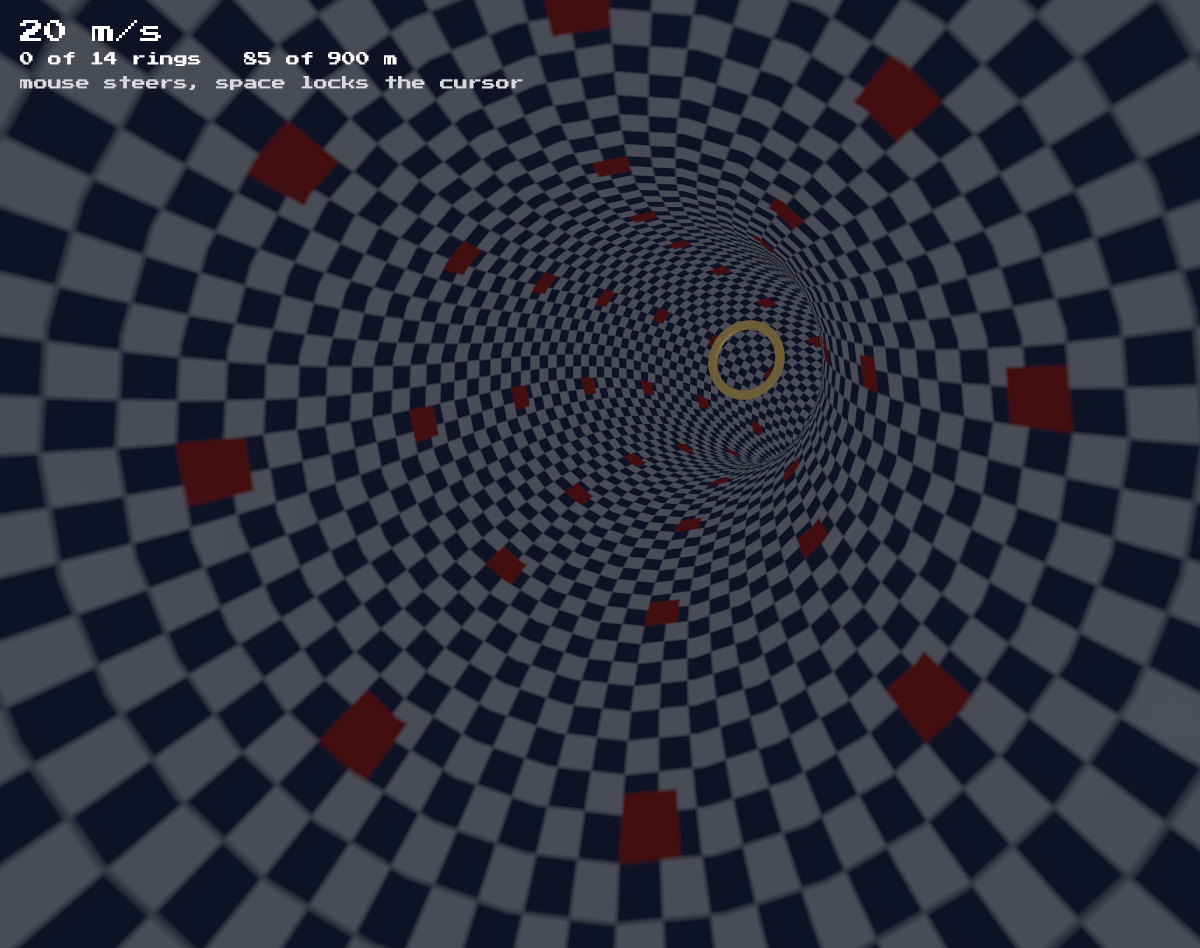 20 m/s
0 of 14 rings 85 of 900 m
mouse steers, space locks the cursor